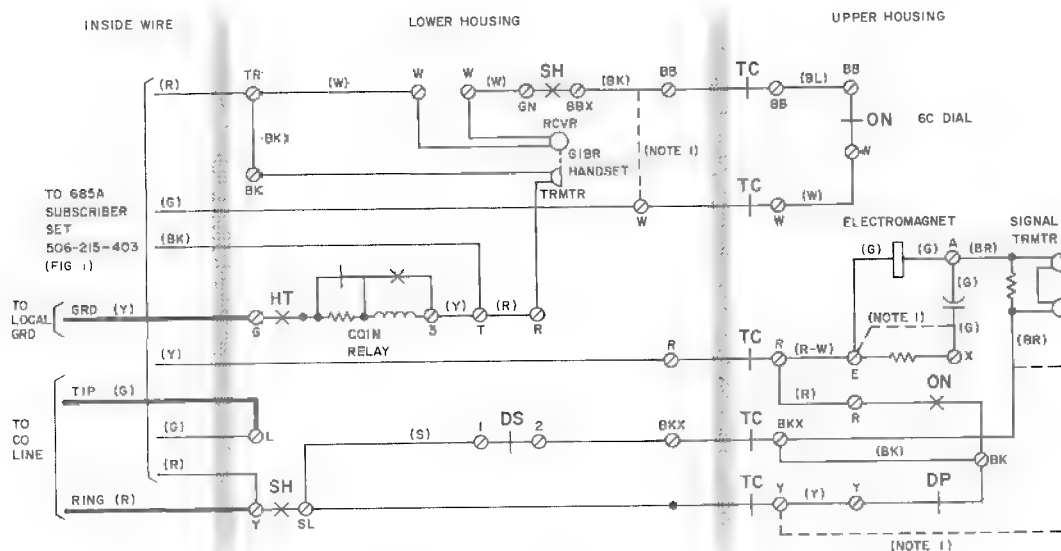 INSIDE WIRE
LOWER HOUSING
UPPER HOUSING
(R)
TR
(W)
W
W
(W)
SH
(BK)
BB
TC
(BL)
BB
GN
BBX
BB
ON
6C DIAL
RCVR
(BK)
G1BR
(NOTE 1)
HANDSET
W
BK
TRMTR
TO 685A
SUBSCRIBER
SET
506-215-403
(FIG 1)
(G)
TC
(W)
W
W
ELECTROMAGNET
SIGNAL
TRMTR
(BK)
(G)
(G)
A
(BR)
(G)
TO
LOCAL
GRD
GRD
(Y)
HT
(Y)
(R)
G
S
T
R
COIN
RELAY
(NOTE 1)
(G)
(BR)
(Y)
R
TC
R
(R-W)
E
X
TIP
(G)
(R)
ON
R
TO
CO
LINE
(G)
L
(S)
1
DS
2
BKX
TC
BKX
(BK)
BK
(R)
RING
(R)
SH
Y
SL
TC
Y
(Y)
Y
DP
(NOTE 1)